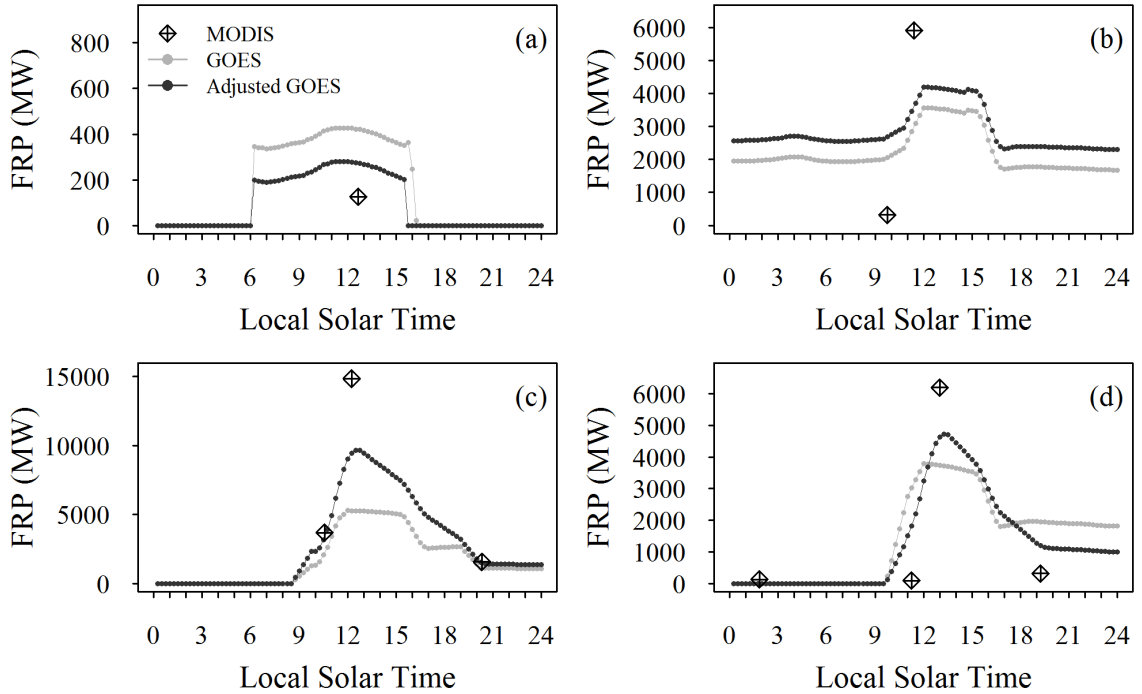 (a)
MODIS
GOES
Adjusted GOES
FRP (MW)
800
600
400
200
0
0 3 6 9 12 15 18 21 24
Local Solar Time
(b)
FRP (MW)
6000
5000
4000
3000
2000
1000
0
0 3 6 9 12 15 18 21 24
Local Solar Time
(c)
FRP (MW)
15000
10000
5000
0
0 3 6 9 12 15 18 21 24
Local Solar Time
(d)
FRP (MW)
6000
5000
4000
3000
2000
1000
0
0 3 6 9 12 15 18 21 24
Local Solar Time